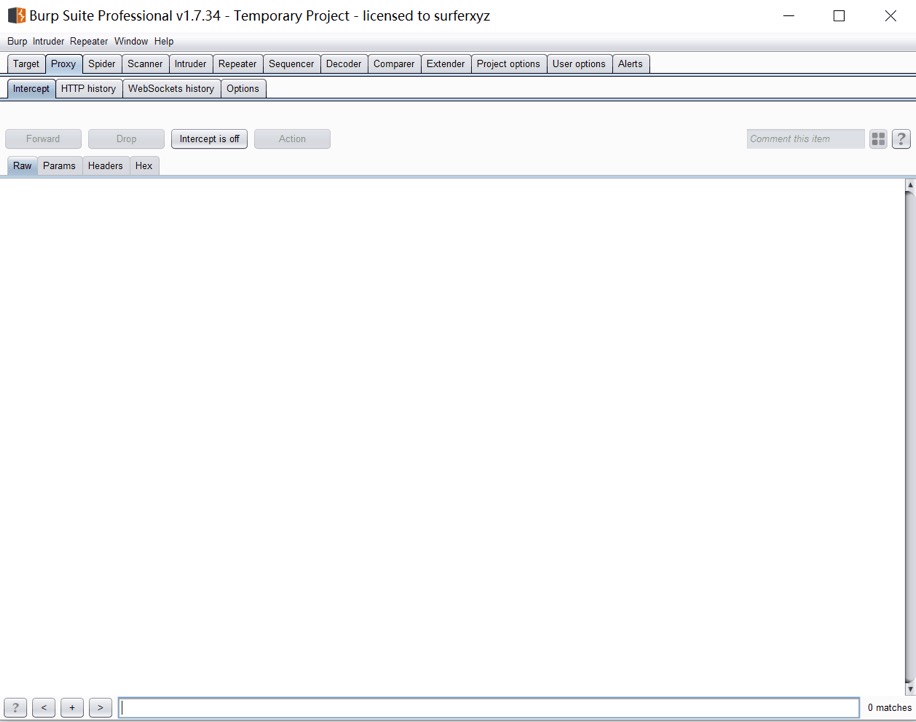 Burp Suite Professional v1.7.34 - Temporary Project - licensed to surferxyz
Burp Intruder Repeater Window Help
Target Proxy Spider Scanner Intruder Repeater Sequencer Decoder Comparer Extender Project options User options Alerts
Intercept HTTP history WebSockets history Options
Forward Drop Intercept is off Action Comment this item ?
Raw Params Headers Hex
? < + > 0 matches